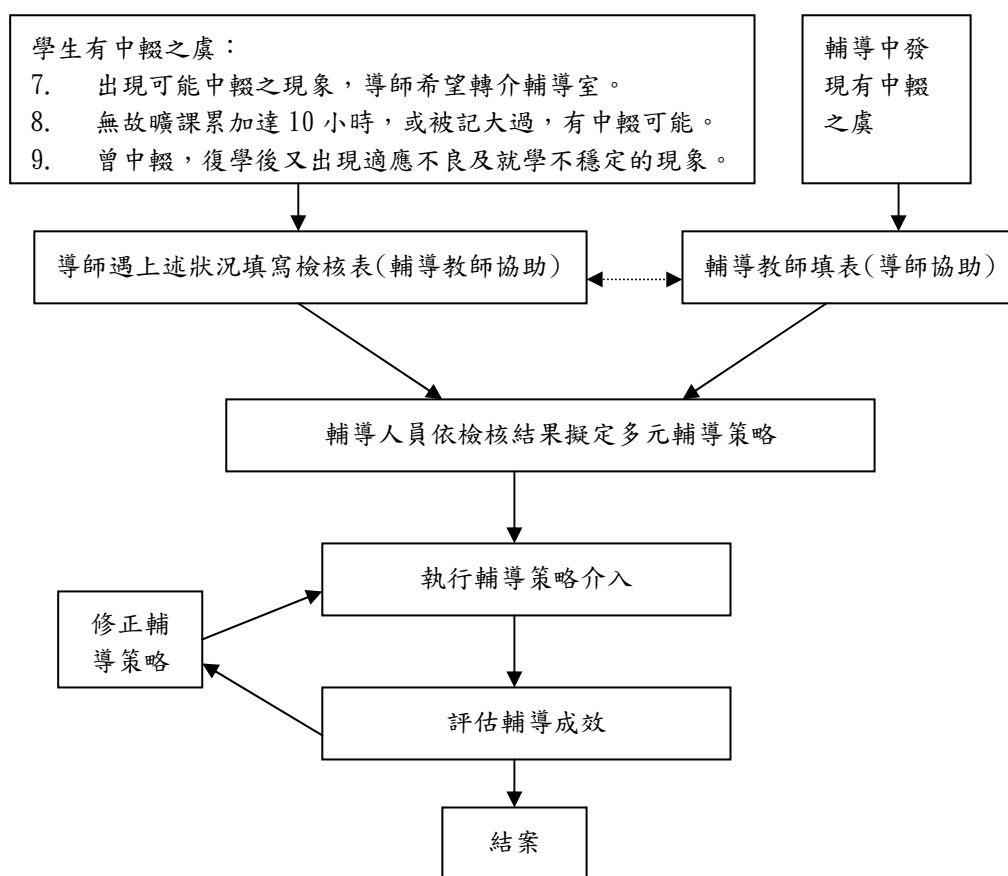 學生有中輟之虞：
7. 出現可能中輟之現象，導師希望轉介輔導室。
8. 無故曠課累加達 10 小時，或被記大過，有中輟可能。
9. 曾中輟，復學後又出現適應不良及就學不穩定的現象。
輔導中發
現有中輟
之虞
導師遇上述狀況填寫檢核表(輔導教師協助)
輔導教師填表(導師協助)
輔導人員依檢核結果擬定多元輔導策略
執行輔導策略介入
修正輔
導策略
評估輔導成效
結案